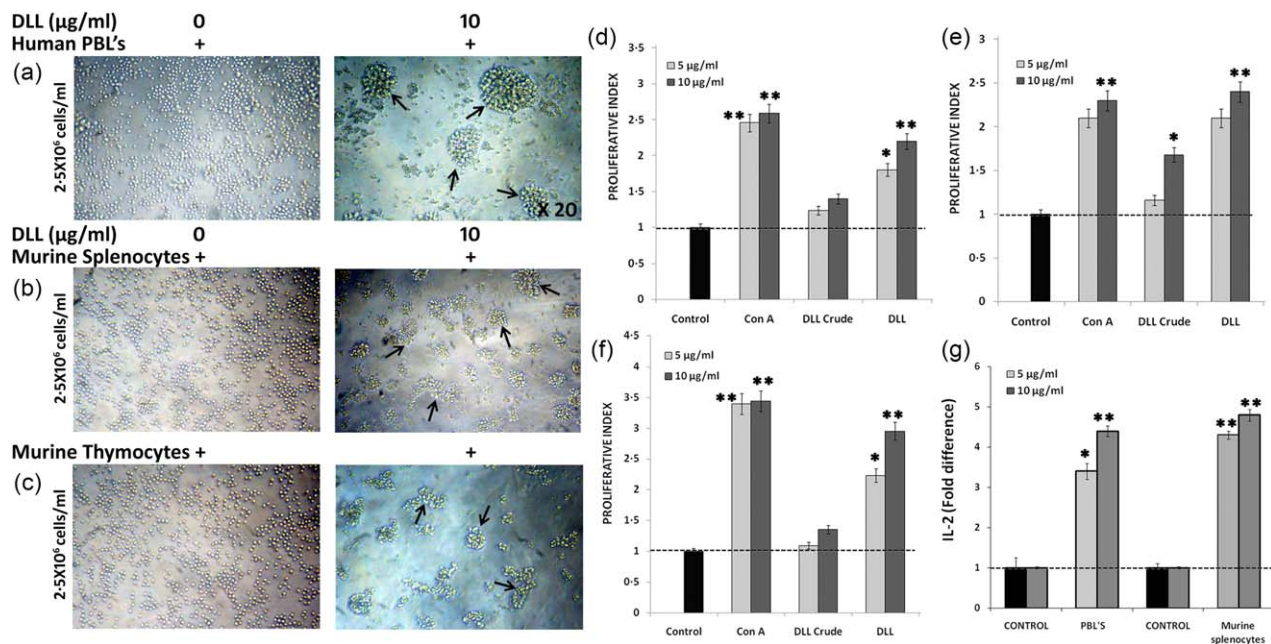 DLL (µg/ml) 0 10
Human PBL's + +
(a)
2·5X10⁶ cells/ml
X 20
DLL (µg/ml) 0 10
Murine Splenocytes + +
(b)
2·5X10⁶ cells/ml
Murine Thymocytes + +
(c)
2·5X10⁶ cells/ml
(d)
PROLIFERATIVE INDEX
3·5
3
2·5
2
1·5
1
0·5
0
5 µg/ml
10 µg/ml
** ** * **
Control Con A DLL Crude DLL
(e)
PROLIFERATIVE INDEX
3
2·5
2
1·5
1
0·5
0
5 µg/ml
10 µg/ml
** * **
Control Con A DLL Crude DLL
(f)
PROLIFERATIVE INDEX
4·5
4
3·5
3
2·5
2
1·5
1
0·5
0
5 µg/ml
10 µg/ml
** ** * **
Control Con A DLL Crude DLL
(g)
IL-2 (Fold difference)
6
5
4
3
2
1
0
5 µg/ml
10 µg/ml
* ** ** **
CONTROL PBL'S CONTROL Murine
splenocytes